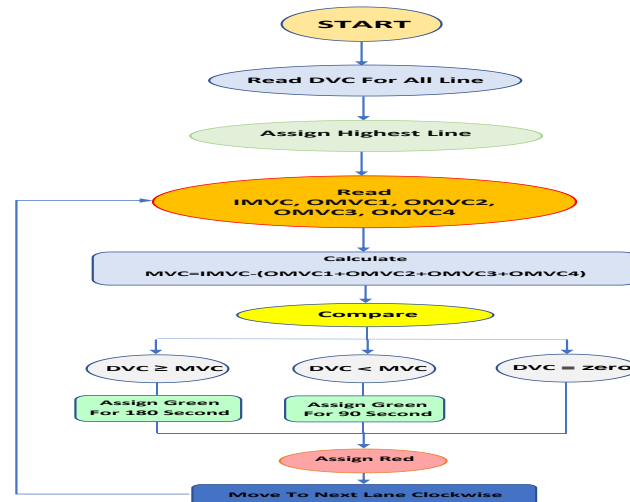 START
Read DVC For All Line
Assign Highest Line
Read
IMVC, OMVC1, OMVC2,
OMVC3, OMVC4
Calculate
MVC=IMVC-(OMVC1+OMVC2+OMVC3+OMVC4)
Compare
DVC ≥ MVC
DVC < MVC
DVC = zero
Assign Green
For 180 Second
Assign Green
For 90 Second
Assign Red
Move To Next Lane Clockwise